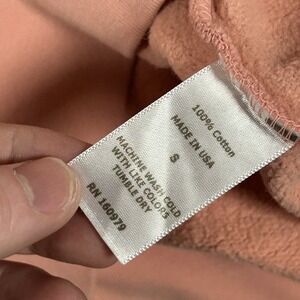 100% Cotton
MADE IN USA
S
MACHINE WASH COLD
WITH LIKE COLORS
TUMBLE DRY
RN 160979